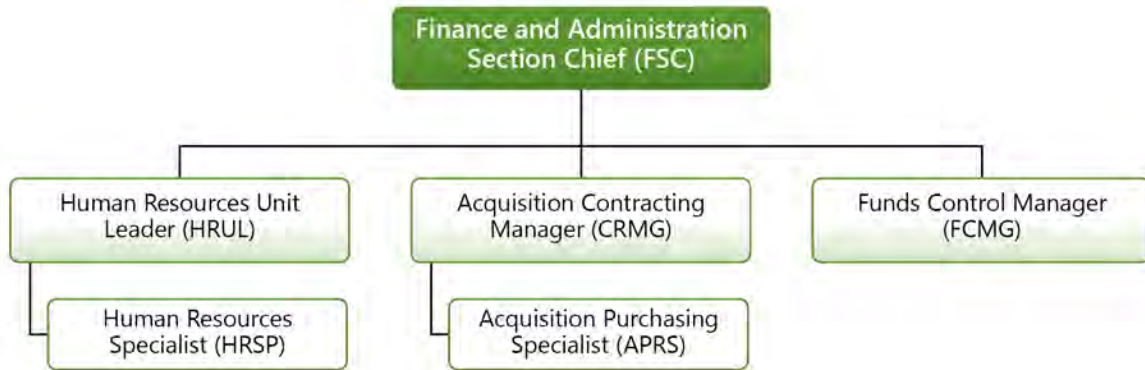 Finance and Administration
Section Chief (FSC)
Human Resources Unit
Leader (HRUL)
Acquisition Contracting
Manager (CRMG)
Funds Control Manager
(FCMG)
Human Resources
Specialist (HRSP)
Acquisition Purchasing
Specialist (APRS)